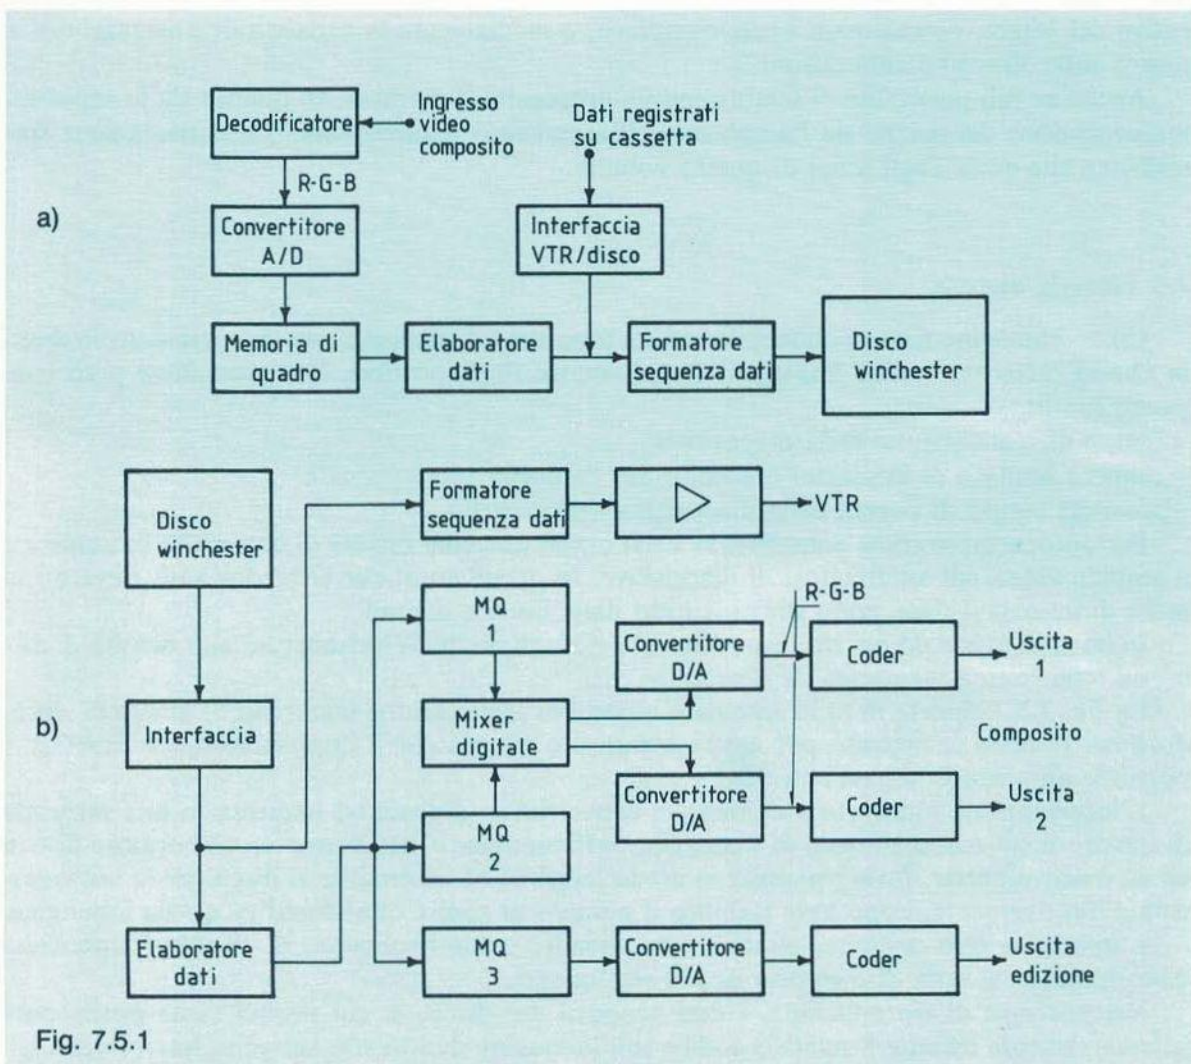 Decodificatore
Ingresso
video
composito
Dati registrati
su cassetta
R-G-B
a)
Convertitore
A/D
Interfaccia
VTR/disco
Memoria di
quadro
Elaboratore
dati
Formatore
sequenza dati
Disco
winchester
Disco
winchester
Formatore
sequenza dati
VTR
MQ
1
R-G-B
Convertitore
D/A
Coder
Uscita
1
b)
Interfaccia
Mixer
digitale
Composito
Convertitore
D/A
Coder
Uscita
2
MQ
2
Elaboratore
dati
MQ
3
Convertitore
D/A
Coder
Uscita
edizione
Fig. 7.5.1